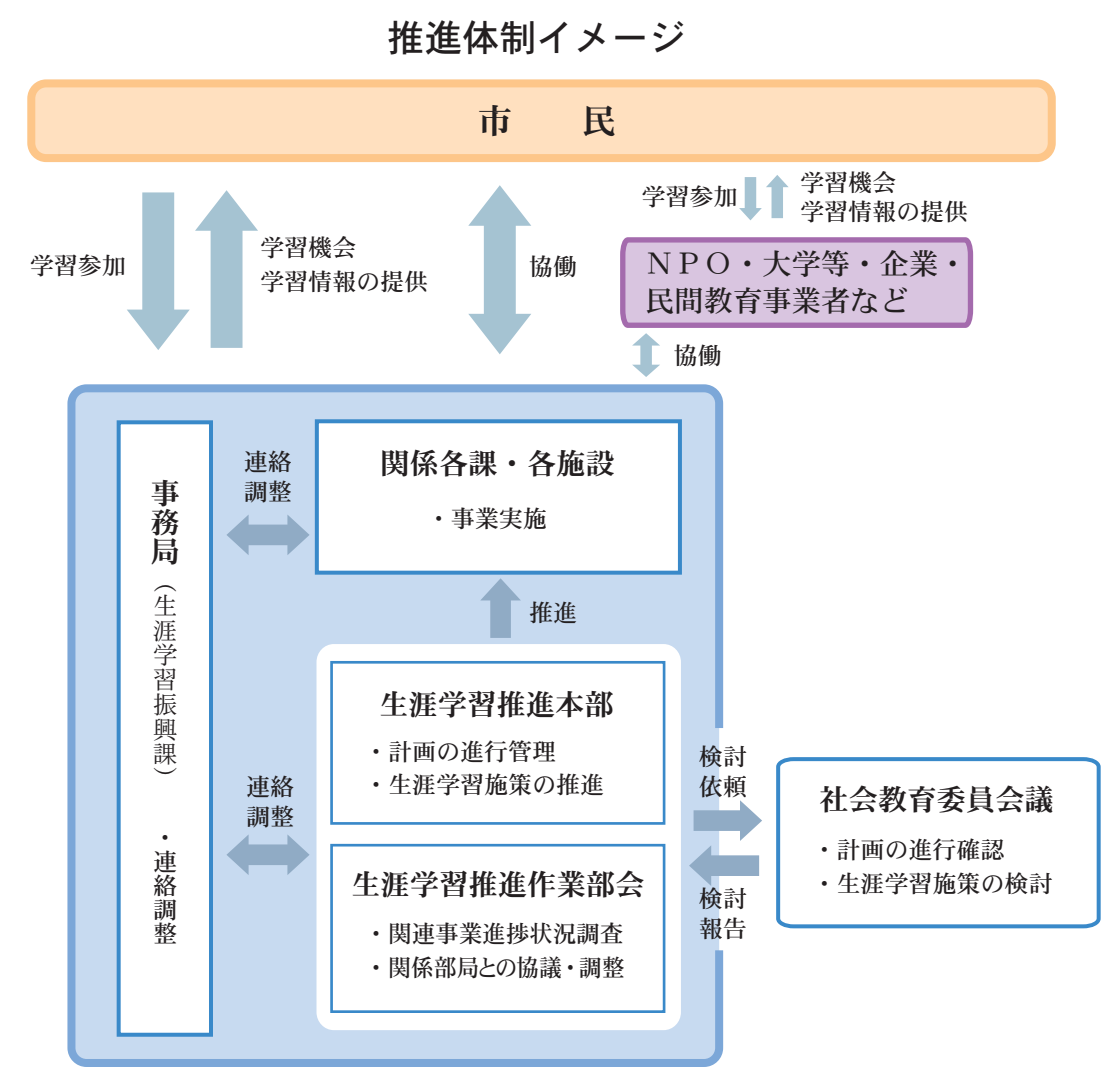 推進体制イメージ
市　民
学習参加
学習機会
学習情報の提供
協働
学習参加
学習機会
学習情報の提供
ＮＰＯ・大学等・企業・
民間教育事業者など
協働
事務局（生涯学習振興課）
・連絡調整
連絡
調整
関係各課・各施設
・事業実施
推進
連絡
調整
生涯学習推進本部
・計画の進行管理
・生涯学習施策の推進
生涯学習推進作業部会
・関連事業進捗状況調査
・関係部局との協議・調整
検討
依頼
検討
報告
社会教育委員会議
・計画の進行確認
・生涯学習施策の検討